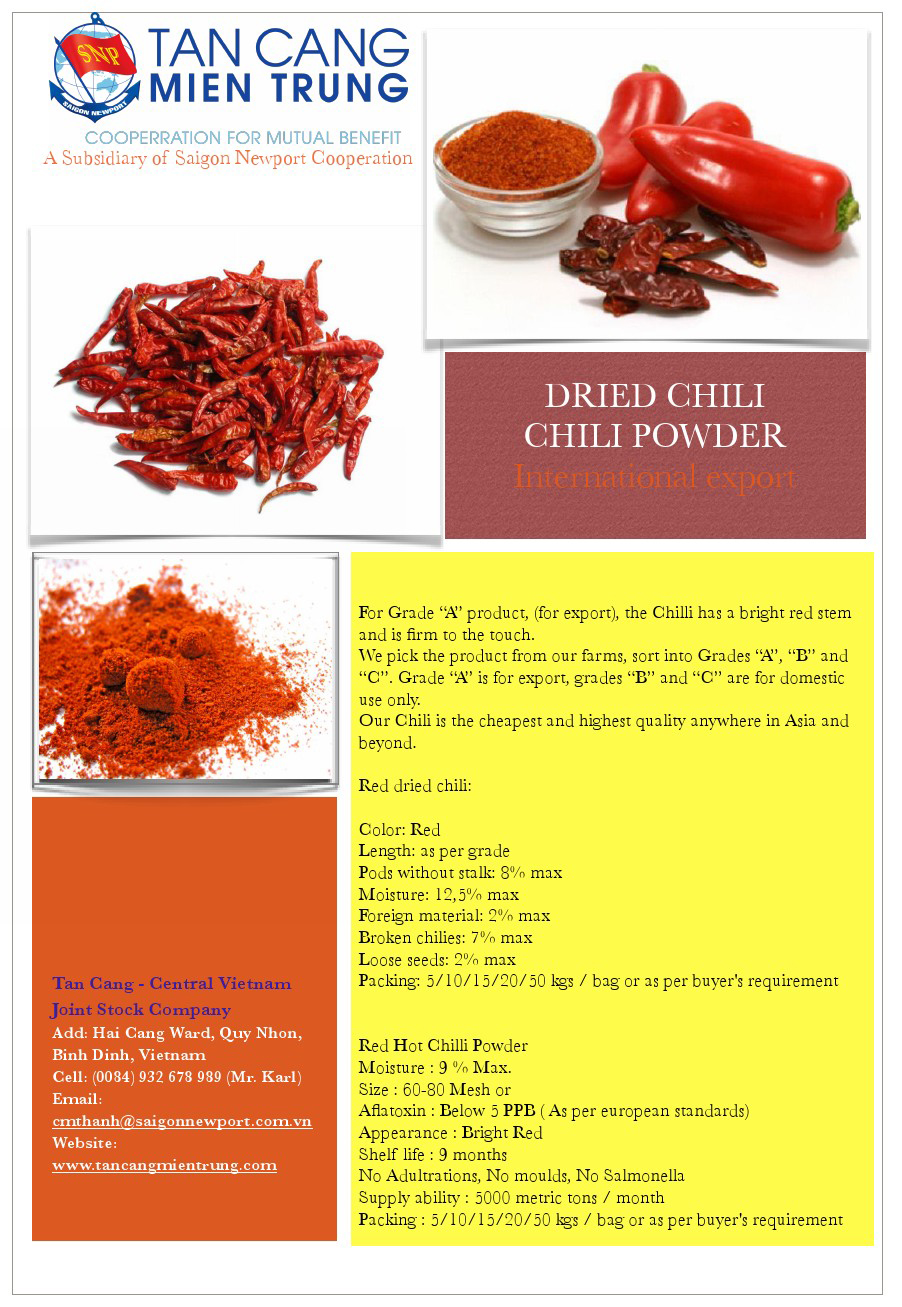 SNP
SAIGON NEWPORT
TAN CANG
MIEN TRUNG
COOPERRATION FOR MUTUAL BENEFIT
A Subsidiary of Saigon Newport Cooperation
DRIED CHILI
CHILI POWDER
International export
For Grade “A” product, (for export), the Chilli has a bright red stem
and is firm to the touch.
We pick the product from our farms, sort into Grades “A”, “B” and
“C”. Grade “A” is for export, grades “B” and “C” are for domestic
use only.
Our Chili is the cheapest and highest quality anywhere in Asia and
beyond.
Red dried chili:
Color: Red
Length: as per grade
Pods without stalk: 8% max
Moisture: 12,5% max
Foreign material: 2% max
Broken chilies: 7% max
Loose seeds: 2% max
Packing: 5/10/15/20/50 kgs / bag or as per buyer's requirement
Red Hot Chilli Powder
Moisture : 9 % Max.
Size : 60-80 Mesh or
Aflatoxin : Below 5 PPB ( As per european standards)
Appearance : Bright Red
Shelf life : 9 months
No Adultrations, No moulds, No Salmonella
Supply ability : 5000 metric tons / month
Packing : 5/10/15/20/50 kgs / bag or as per buyer's requirement
Tan Cang - Central Vietnam
Joint Stock Company
Add: Hai Cang Ward, Quy Nhon,
Binh Dinh, Vietnam
Cell: (0084) 932 678 989 (Mr. Karl)
Email:
cmthanh@saigonnewport.com.vn
Website:
www.tancangmientrung.com